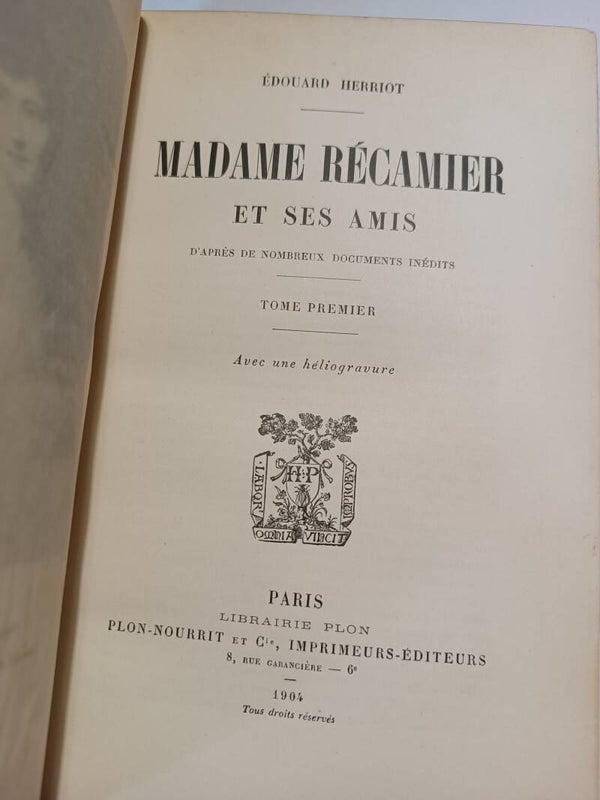 ÉDOUARD HERRIOT
MADAME RÉCAMIER
ET SES AMIS
D'APRÈS DE NOMBREUX DOCUMENTS INÉDITS
TOME PREMIER
Avec une héliogravure
H P
LABOR
IMPROBUS
OMNIA VINCIT
PARIS
LIBRAIRIE PLON
PLON-NOURRIT ET Cie, IMPRIMEURS-ÉDITEURS
8, RUE GARANCIÈRE — 6e
1904
Tous droits réservés